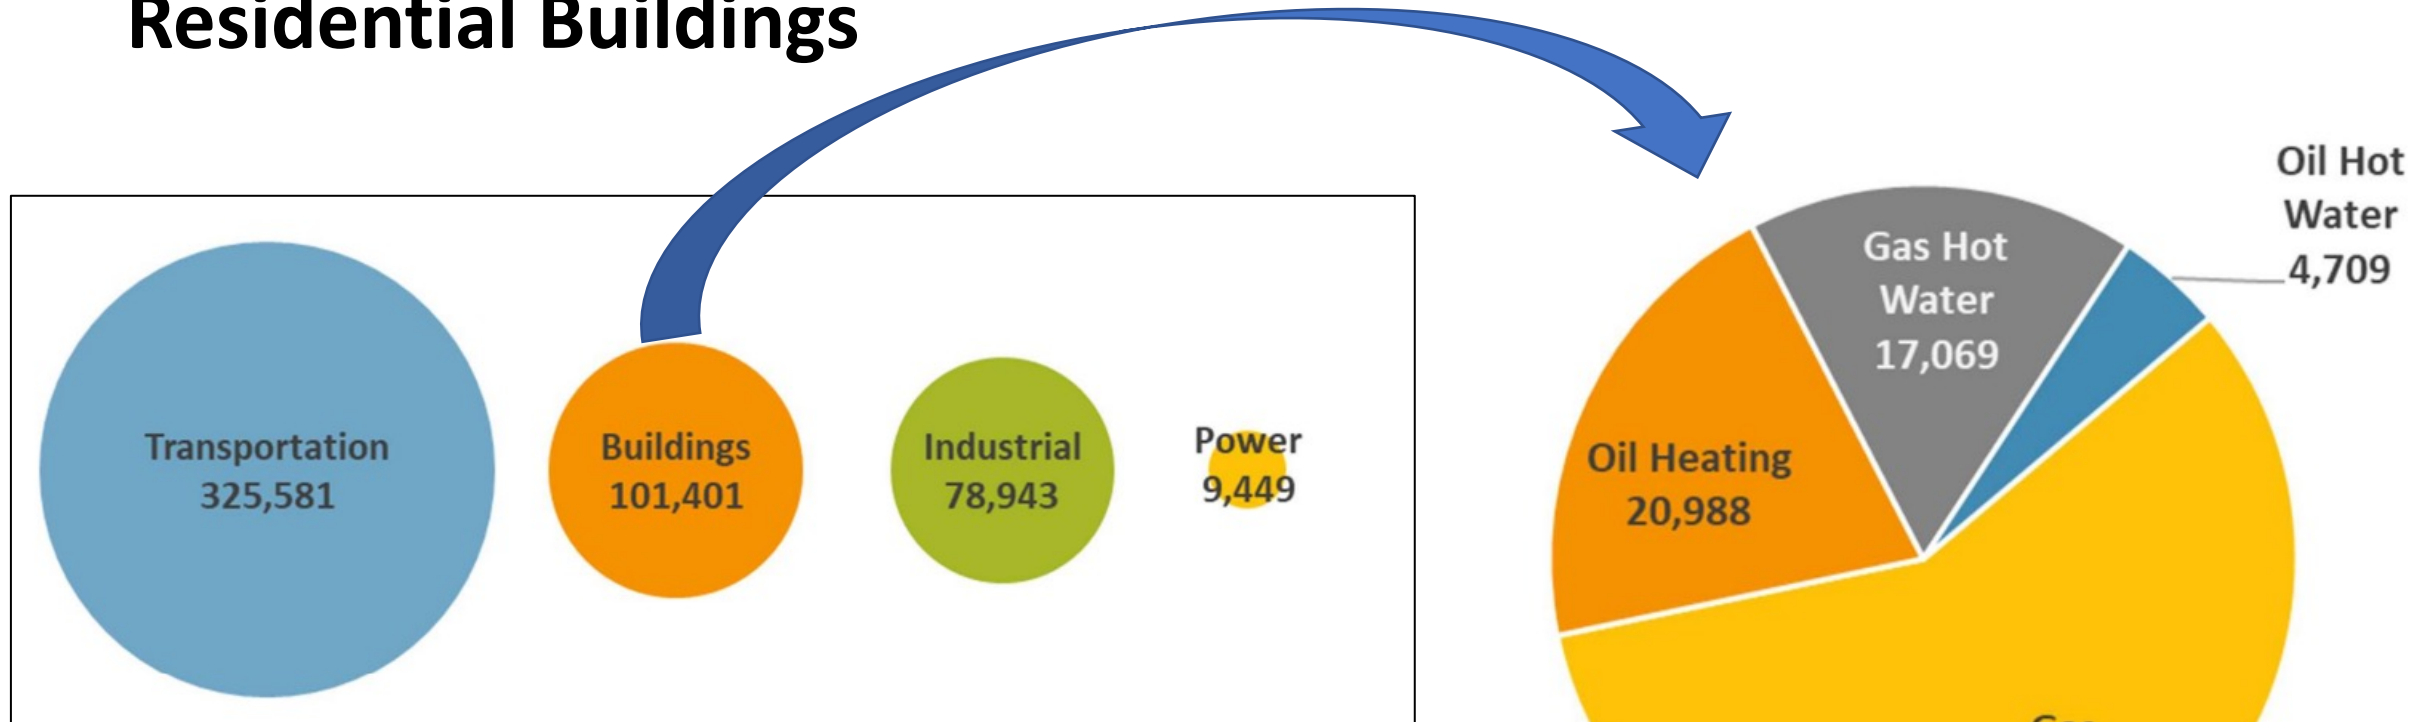 Residential Buildings
Transportation
325,581
Buildings
101,401
Industrial
78,943
Power
9,449
Oil Hot
Water
4,709
Gas Hot
Water
17,069
Oil Heating
20,988